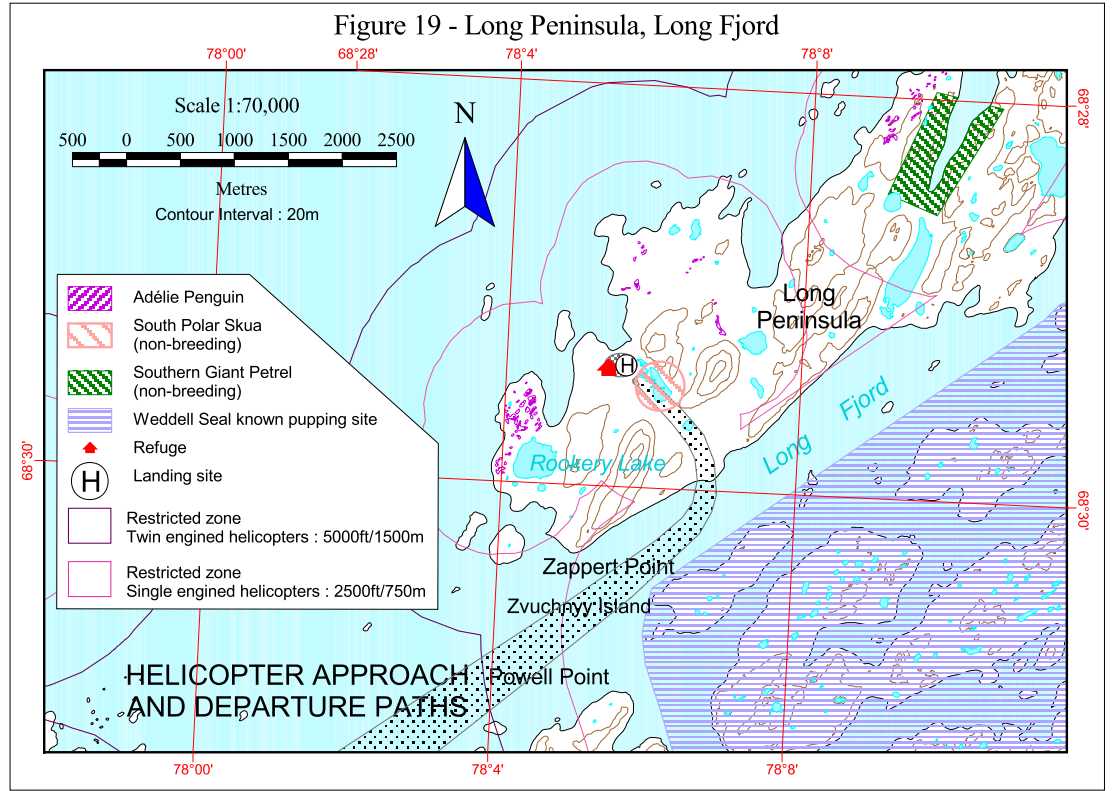 Figure 19 - Long Peninsula, Long Fjord
78°00'
68°28'
78°4'
78°8'
68°28'
Scale 1:70,000
500 0 500 1000 1500 2000 2500
Metres
Contour Interval : 20m
N
Long
Peninsula
Adélie Penguin
South Polar Skua
(non-breeding)
Southern Giant Petrel
(non-breeding)
Weddell Seal known pupping site
Refuge
H
Landing site
Restricted zone
Twin engined helicopters : 5000ft/1500m
Restricted zone
Single engined helicopters : 2500ft/750m
H
Long Fjord
Rookery Lake
68°30'
68°30'
Zappert Point
Zvuchnyy Island
Powell Point
HELICOPTER APPROACH
AND DEPARTURE PATHS
78°00'
78°4'
78°8'